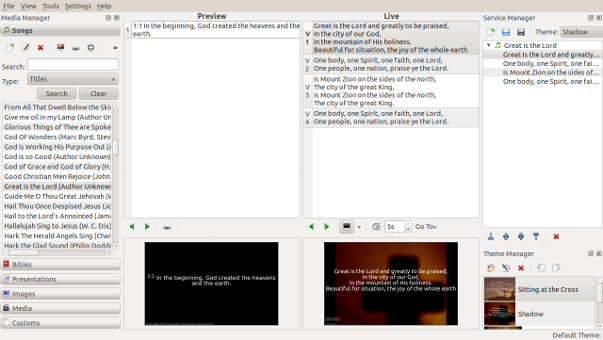 File View Tools Settings Help
Media Manager
Songs
»
Search:
Type: Titles
Search Clear
From All That Dwell Below the Skie
Give me oil in my Lamp (Author Un
Glorious Things of Thee are Spoke
God Of Wonders (Marc Byrd, Steve
God is Working His Purpose Out (A
God is so Good (Author Unknown)
God of Grace and God of Glory (H.
Good Christian Men Rejoice (John
Great is the Lord (Author Unknown
Guide Me O Thou Great Jehovah (W
Hail Thou Once Despised Jesus (Jo
Hail to the Lord's Annointed (Jame
Hallelujah Sing to Jesus (W. C. Dix)
Hark The Herald Angels Sing (Char
Hark the Glad Sound (Philip Doddri
Bibles
Presentations
Images
Media
Customs
Preview
1
1:1 In the beginning, God created the heavens and the
earth.
1:1 In the beginning, God created the heavens
and the earth.
Live
V 1
Great is the Lord and greatly to be praised,
In the city of our God,
In the mountain of His holiness.
Beautiful for situation, the joy of the whole earth
V 2
One body, one Spirit, one faith, one Lord,
One people, one nation, praise ye the Lord.
V 3
Is Mount Zion on the sides of the north,
The city of the great King,
Is Mount Zion on the sides of the north,
The city of the great King.
V 4
One body, one Spirit, one faith, one Lord,
One people, one nation, praise ye the Lord.
5s Go To
Great is the Lord and greatly to be praised,
In the city of our God,
In the mountain of His holiness.
Beautiful for situation, the joy of the whole earth
Service Manager
Theme: Shadow
Great is the Lord
Great is the Lord and greatly...
One body, one Spirit, one fai...
Is Mount Zion on the sides of...
One body, one Spirit, one fai...
Theme Manager
Sitting at the Cross
Shadow
Default Theme: